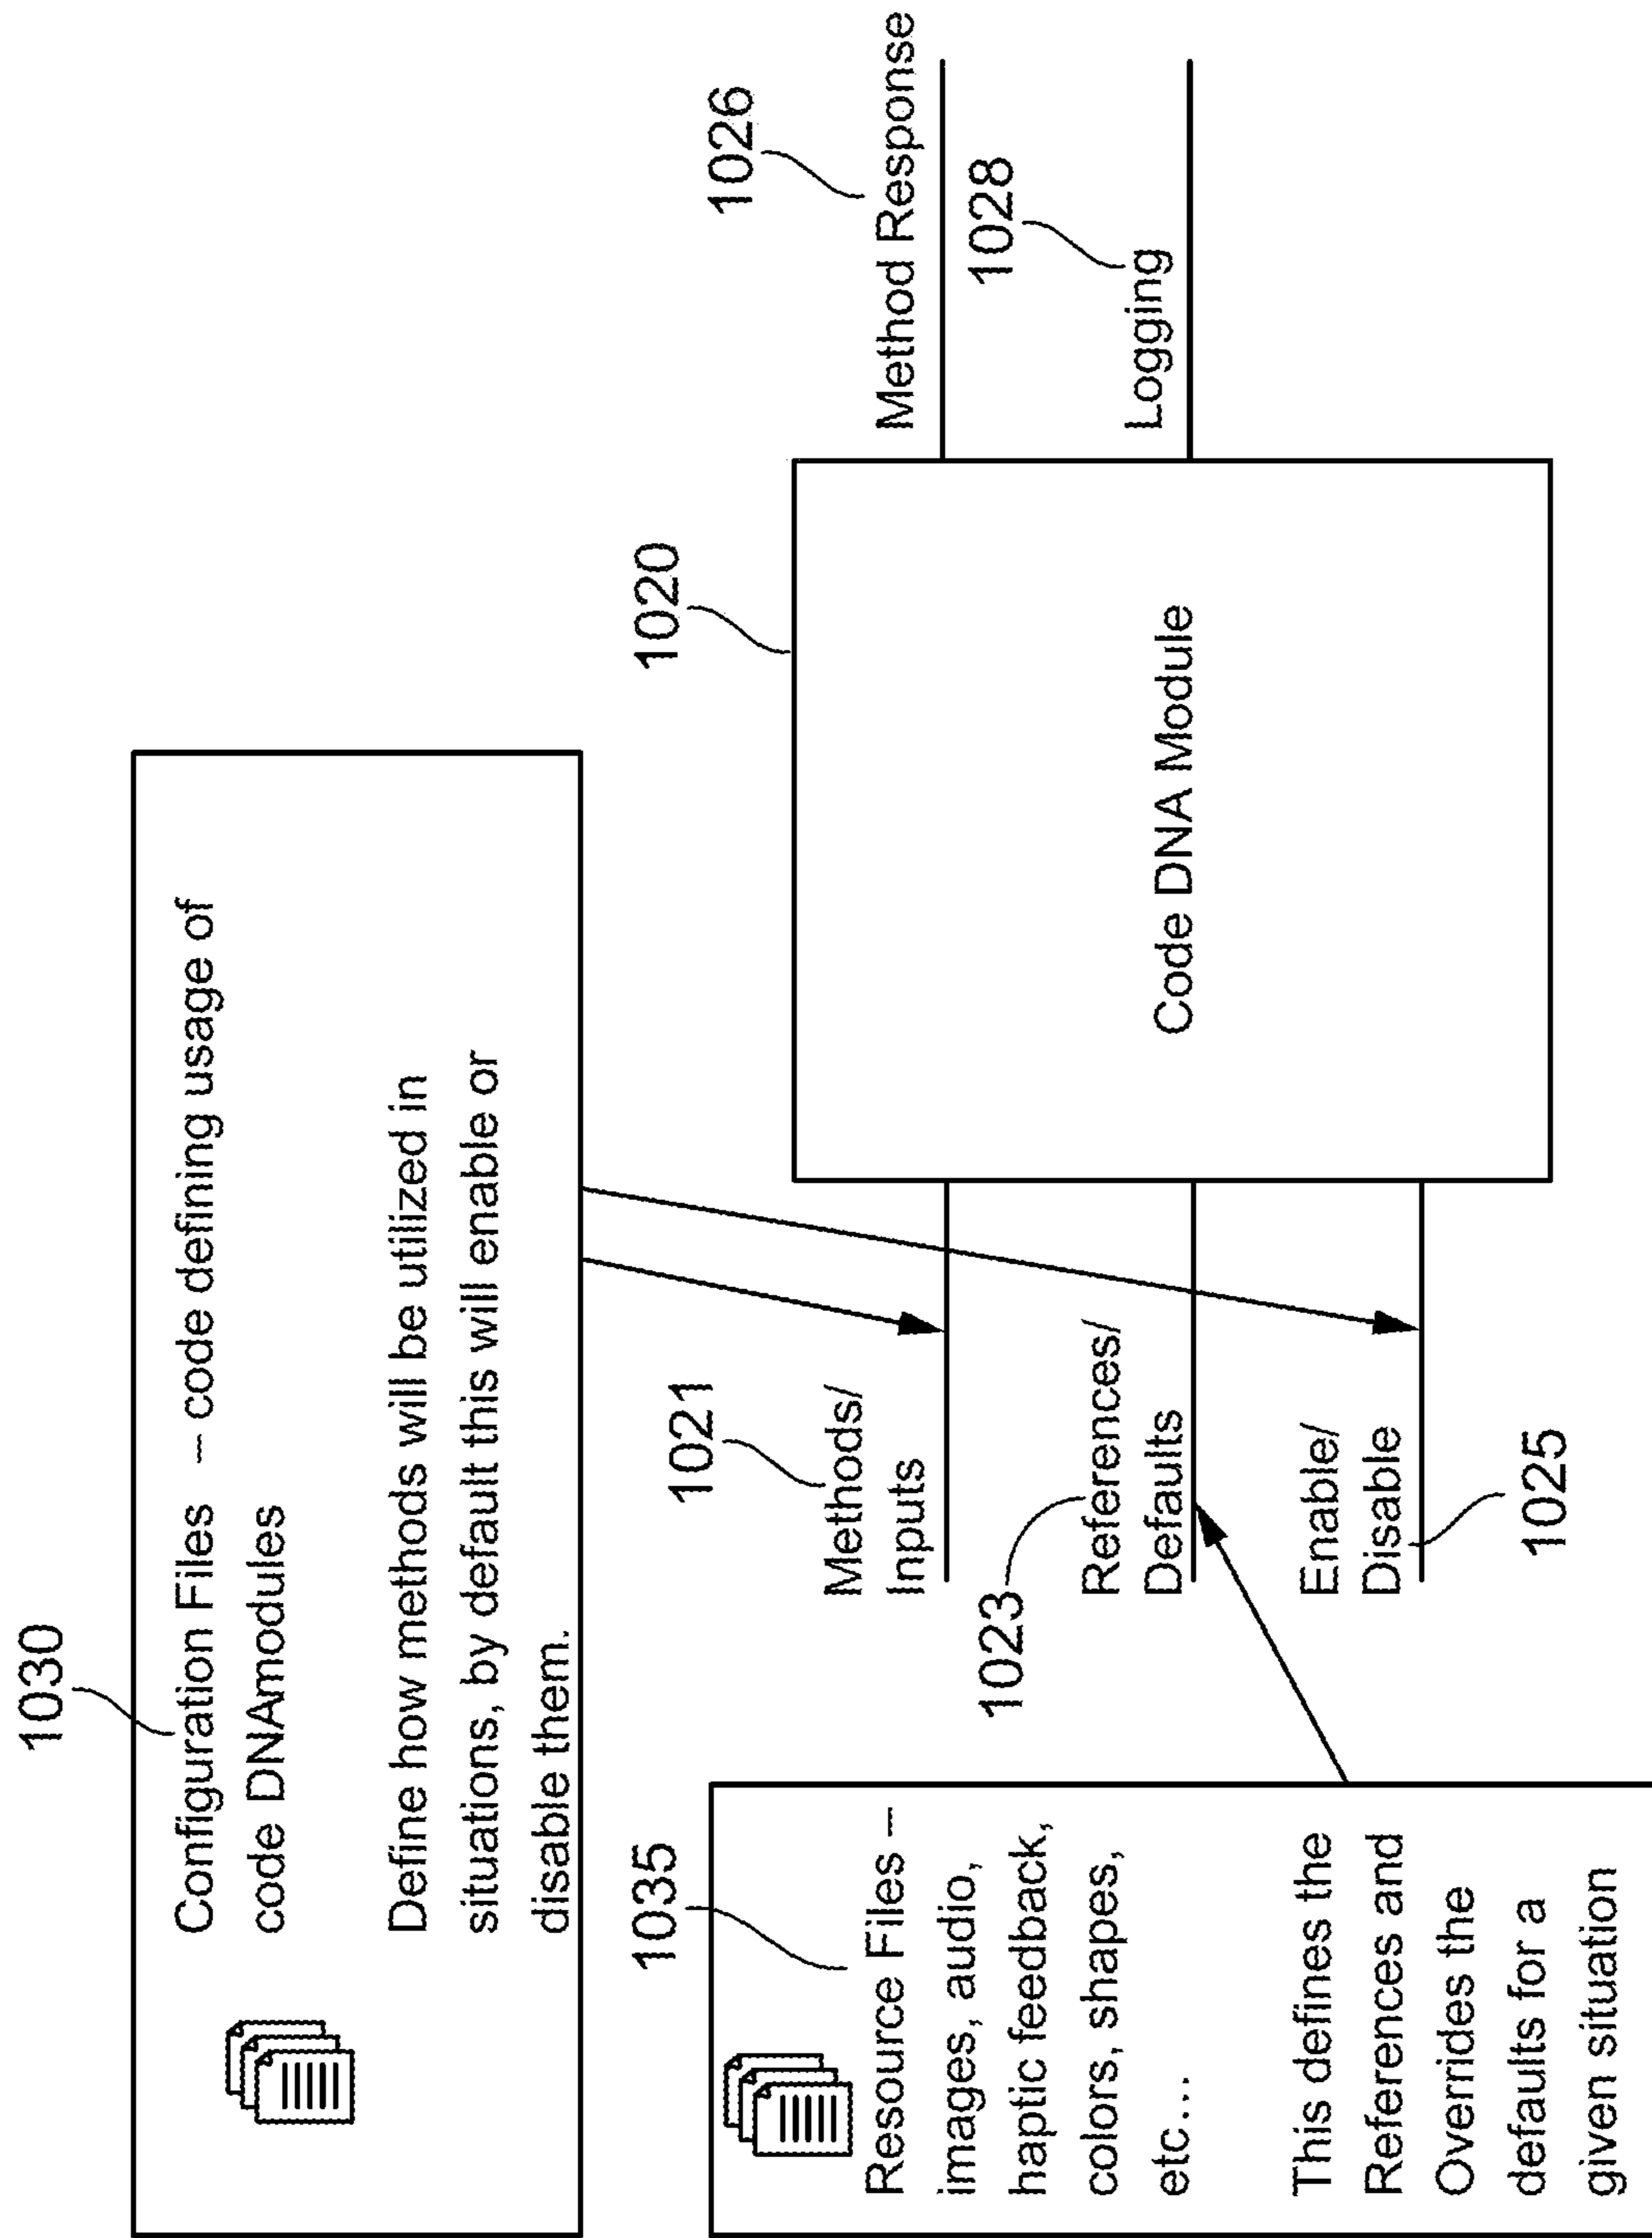 1030
Configuration Files – code defining usage of
code DNAmodules
Define how methods will be utilized in
situations, by default this will enable or
disable them.
1035
Resource Files –
images, audio,
haptic feedback,
colors, shapes,
etc...
This defines the
References and
Overrides the
defaults for a
given situation
1021
Methods/
Inputs
1023
References/
Defaults
Enable/
Disable
1025
1020
Code DNA Module
1026
Method Response
1028
Logging